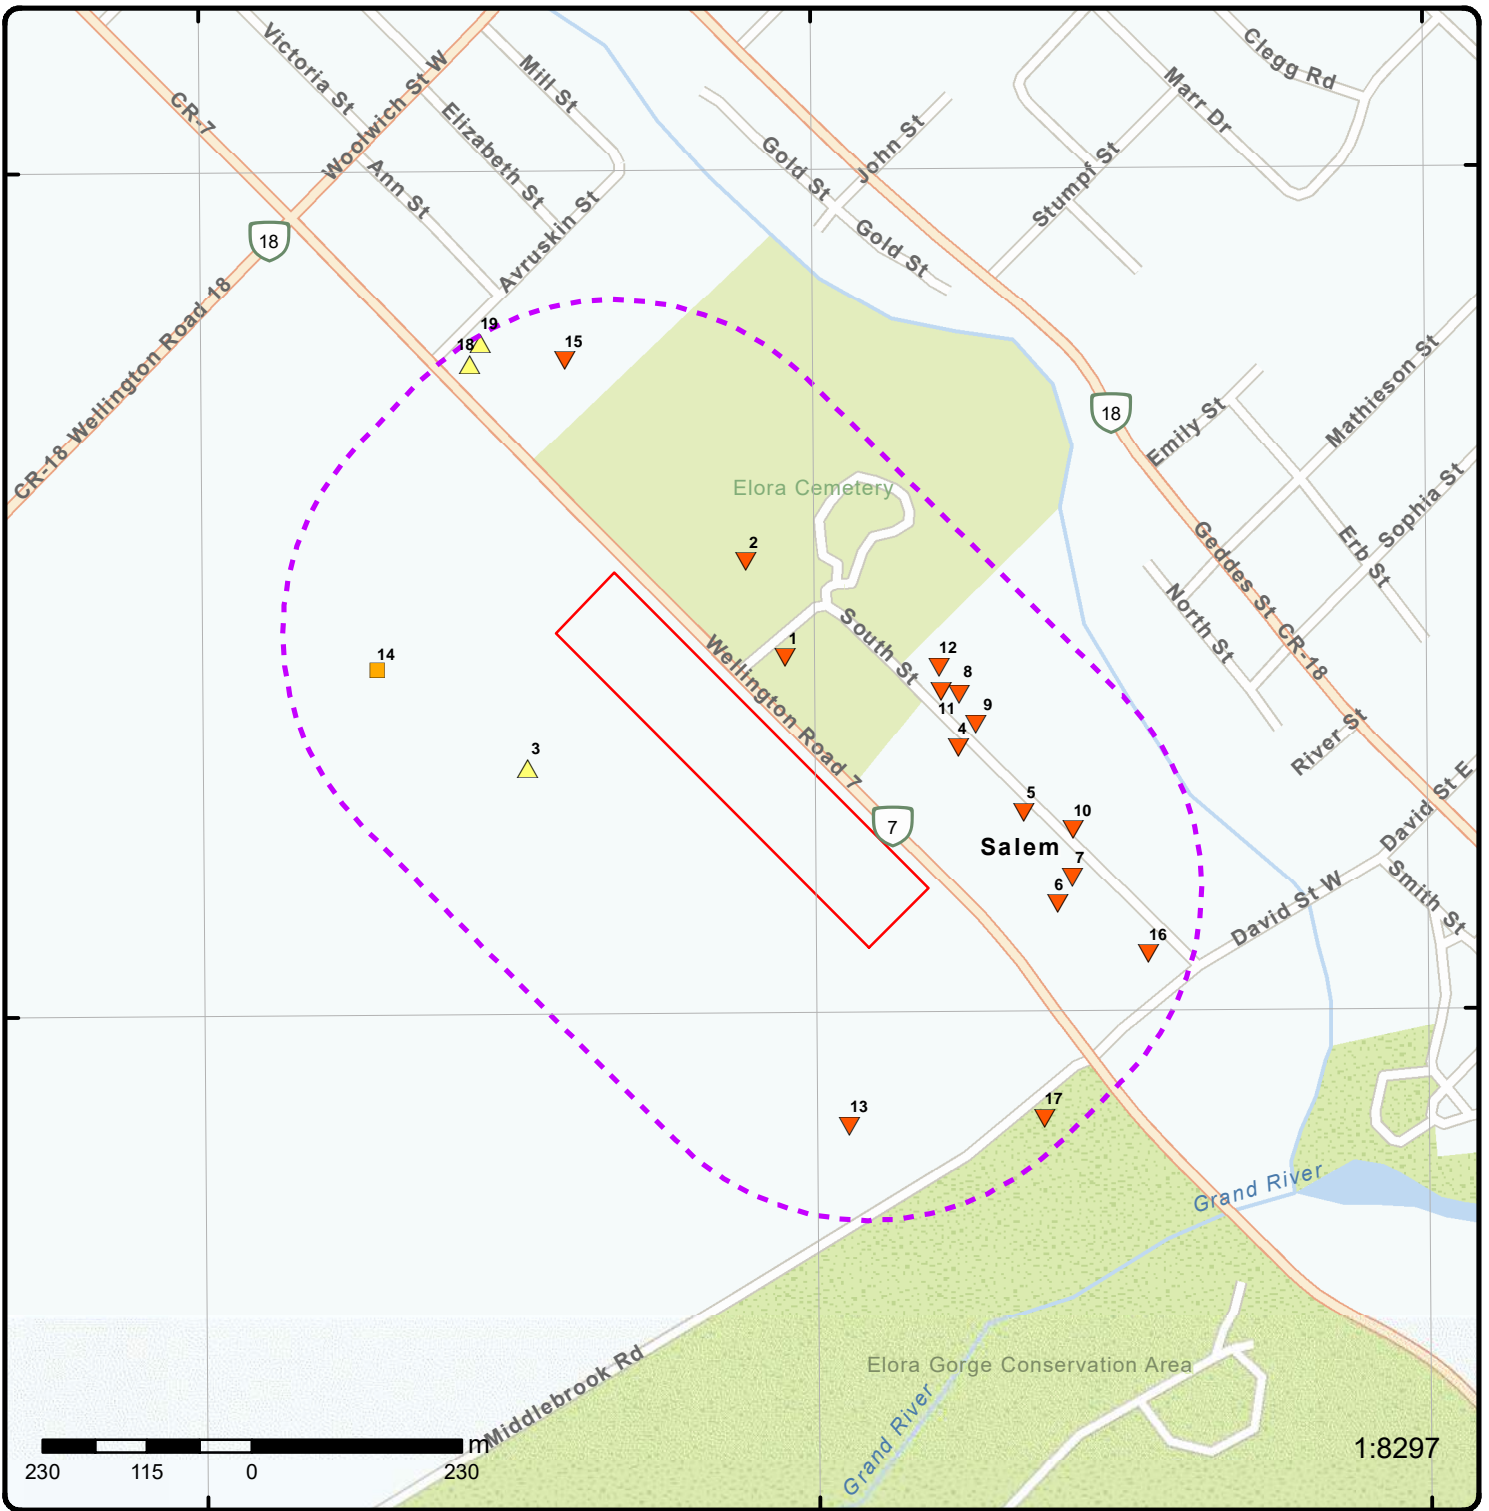 Victoria St
Mill St
Clegg Rd
CR-7
Woolwich St W
Elizabeth St
Marr Dr
John St
Gold St
Ann St
Stumpf St
Avruskin St
Gold St
18
CR-18 Wellington Road 18
19
18
15
18
Mathieson St
Emily St
Elora Cemetery
Sophia St
2
Geddes St CR-18
Erb St
North St
South St
1
Wellington Road 7
12
14
8
11
9
4
River St
3
5
10
7
Salem
David St E
7
6
Smith St
David St W
16
13
17
Grand River
Elora Gorge Conservation Area
Middlebrook Rd
Grand River
m
1:8297
230 115 0 230